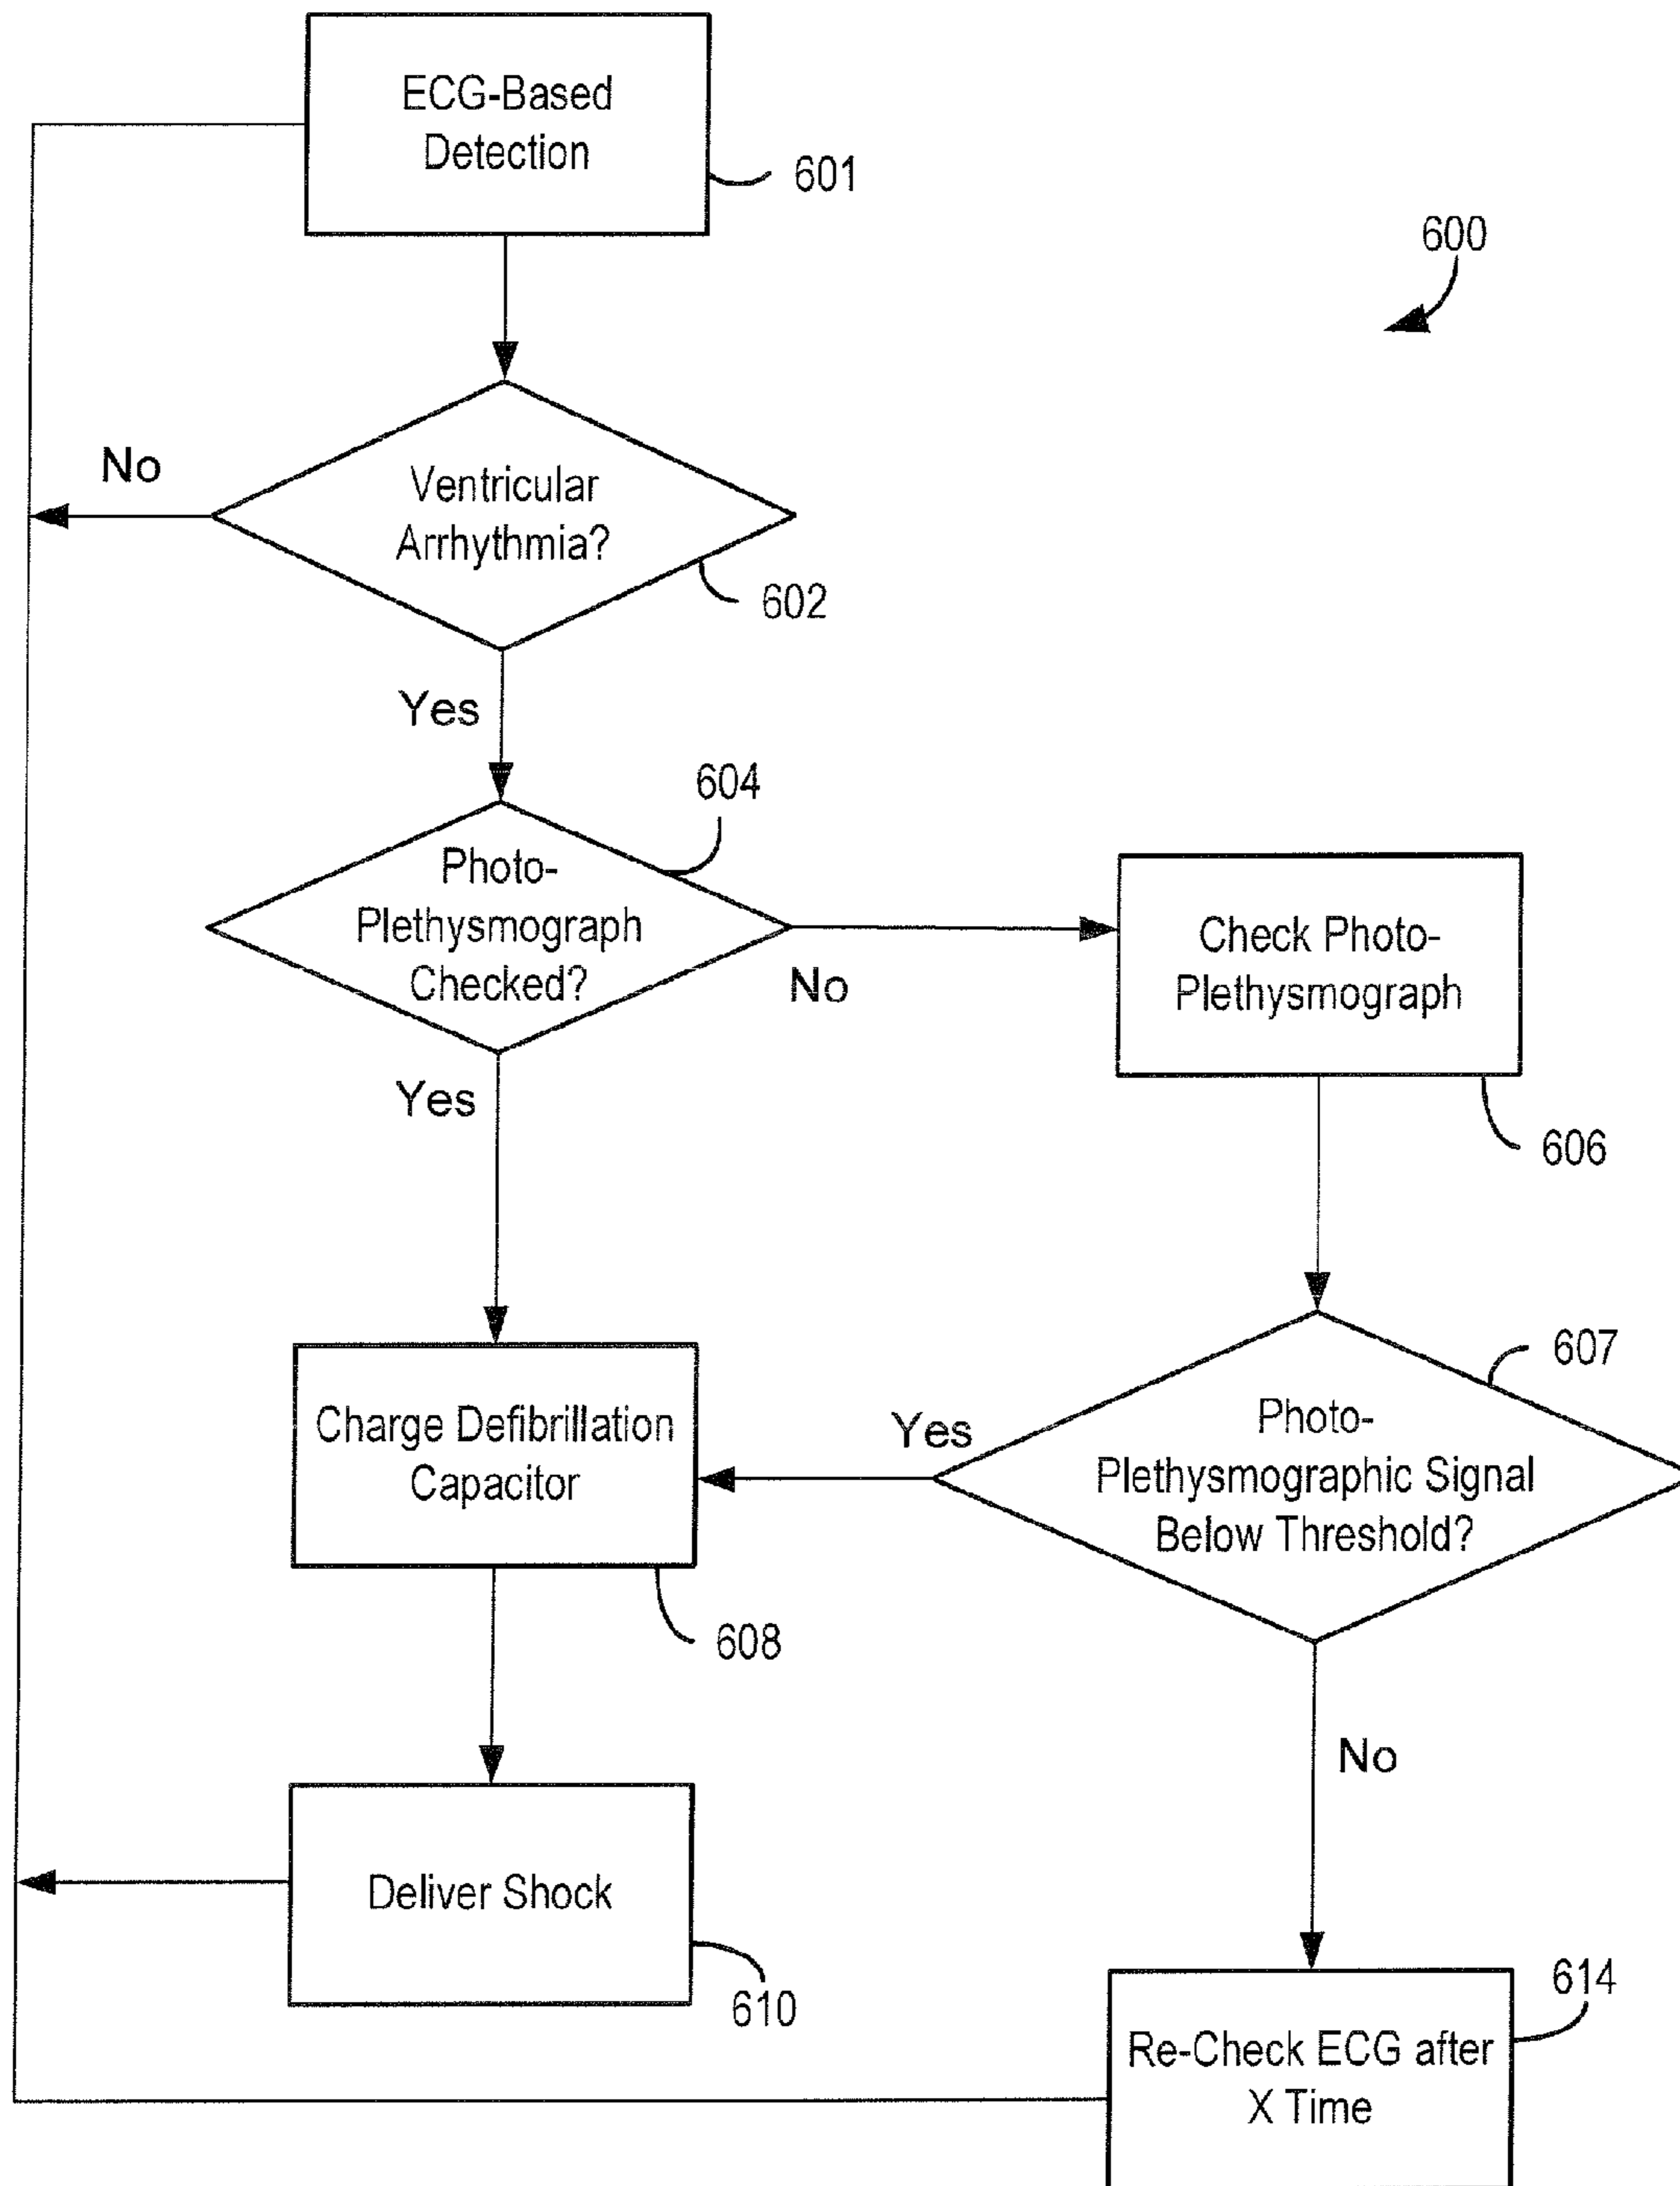 ECG-Based
Detection
601
600
No
Ventricular
Arrhythmia?
602
Yes
604
Photo-
Plethysmograph
Checked?
No
Check Photo-
Plethysmograph
606
Yes
607
Charge Defibrillation
Capacitor
608
Yes
Photo-
Plethysmographic Signal
Below Threshold?
No
Deliver Shock
610
614
Re-Check ECG after
X Time